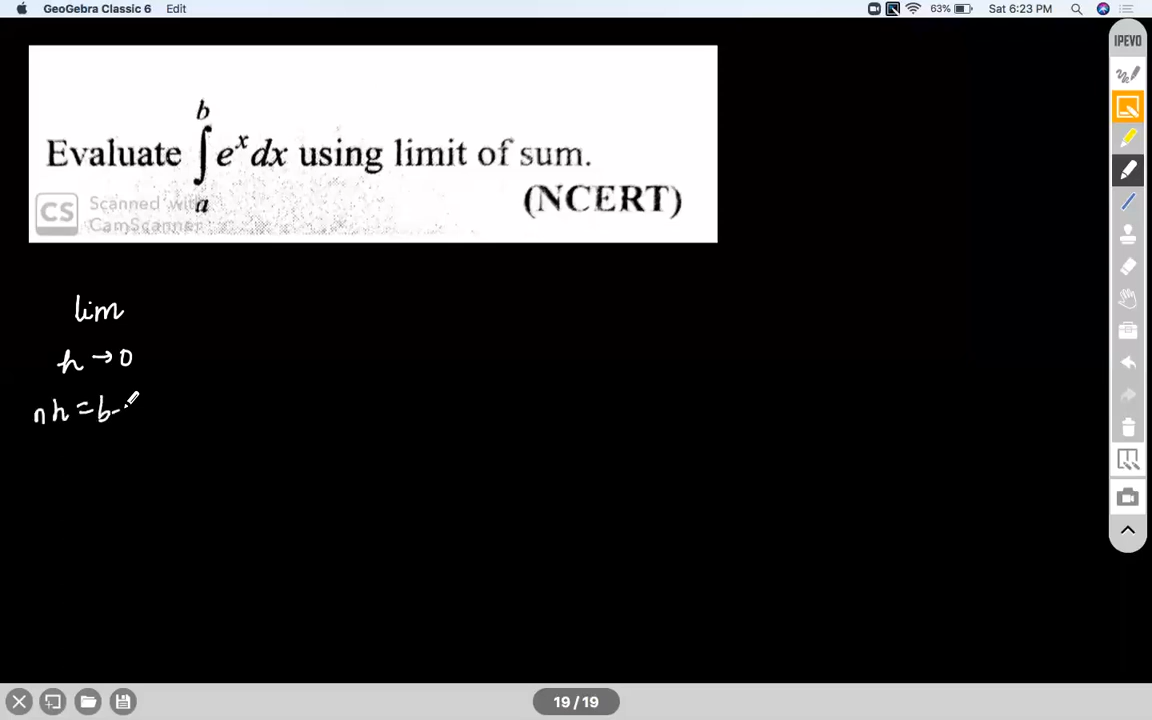 GeoGebra Classic 6 Edit 63% Sat 6:23 PM
IPEVO
b
Evaluate ∫ eˣ dx using limit of sum.
a
(NCERT)
CS Scanned with
CamScanner
lim
h → 0
nh = b-
19 / 19